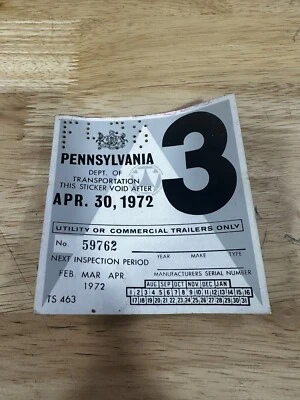 PENNSYLVANIA
DEPT. OF
TRANSPORTATION
THIS STICKER VOID AFTER
APR. 30, 1972
3
UTILITY OR COMMERCIAL TRAILERS ONLY
No. 59762
YEAR MAKE TYPE
NEXT INSPECTION PERIOD
MANUFACTURERS SERIAL NUMBER
FEB. MAR APR.
1972
AUG SEP OCT NOV DEC JAN
1 2 3 4 5 6 7 8 9 10 11 12 13 14 15 16
17 18 19 20 21 22 23 24 25 26 27 28 29 30 31
TS 463